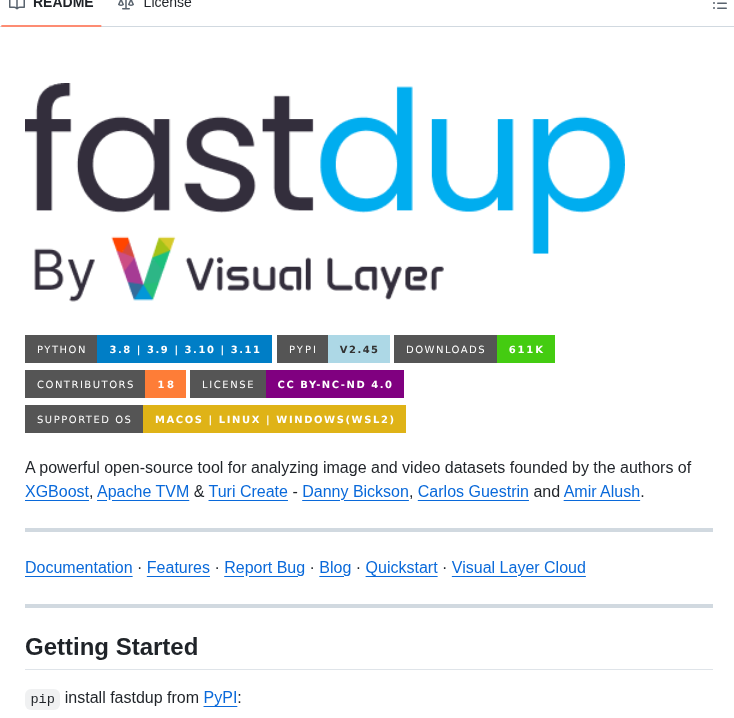 README License
fastdup
By Visual Layer
PYTHON 3.8 | 3.9 | 3.10 | 3.11 PYPI V2.45 DOWNLOADS 611K
CONTRIBUTORS 18 LICENSE CC BY-NC-ND 4.0
SUPPORTED OS MACOS | LINUX | WINDOWS(WSL2)
A powerful open-source tool for analyzing image and video datasets founded by the authors of
XGBoost, Apache TVM & Turi Create - Danny Bickson, Carlos Guestrin and Amir Alush.
Documentation · Features · Report Bug · Blog · Quickstart · Visual Layer Cloud
Getting Started
pip install fastdup from PyPI: